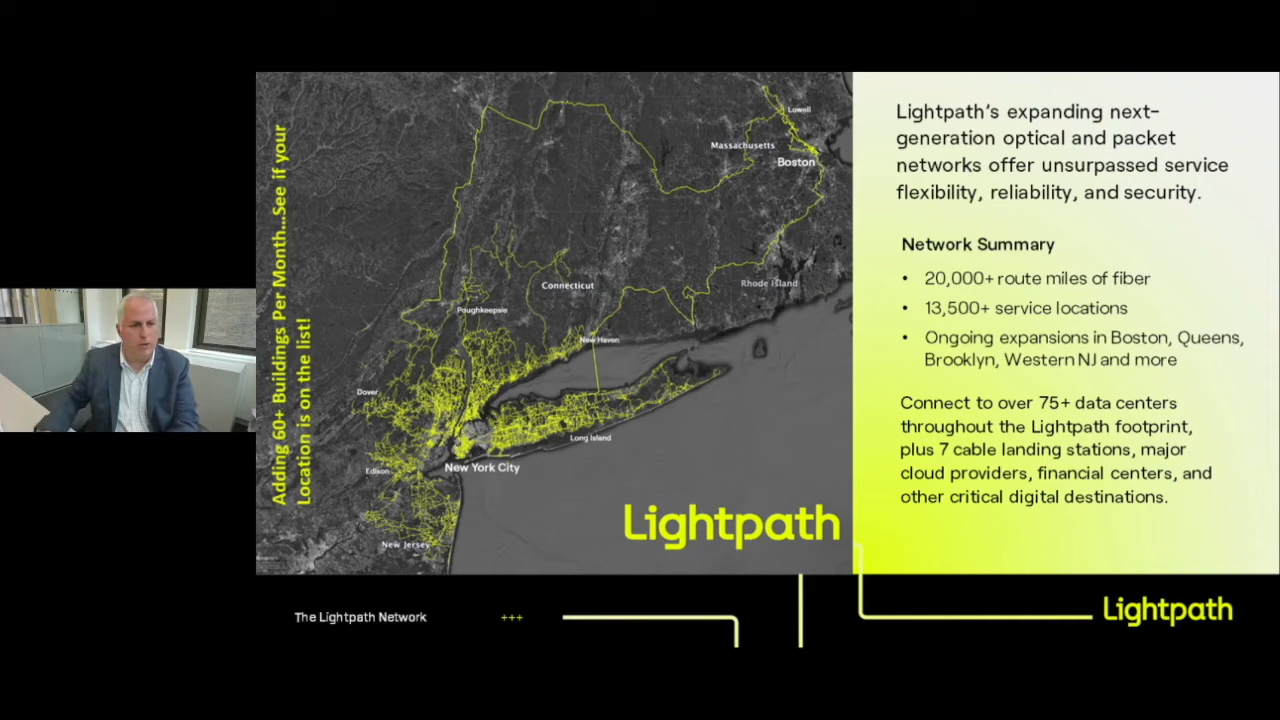 Adding 60+ Buildings Per Month...See if your
Location is on the list!
Lowell
Massachusetts
Boston
Connecticut
Rhode Island
Poughkeepsie
New Haven
Dover
Long Island
Edison
New York City
New Jersey
Lightpath
Lightpath's expanding next-
generation optical and packet
networks offer unsurpassed service
flexibility, reliability, and security.
Network Summary
• 20,000+ route miles of fiber
• 13,500+ service locations
• Ongoing expansions in Boston, Queens,
Brooklyn, Western NJ and more
Connect to over 75+ data centers
throughout the Lightpath footprint,
plus 7 cable landing stations, major
cloud providers, financial centers, and
other critical digital destinations.
The Lightpath Network
+++
Lightpath